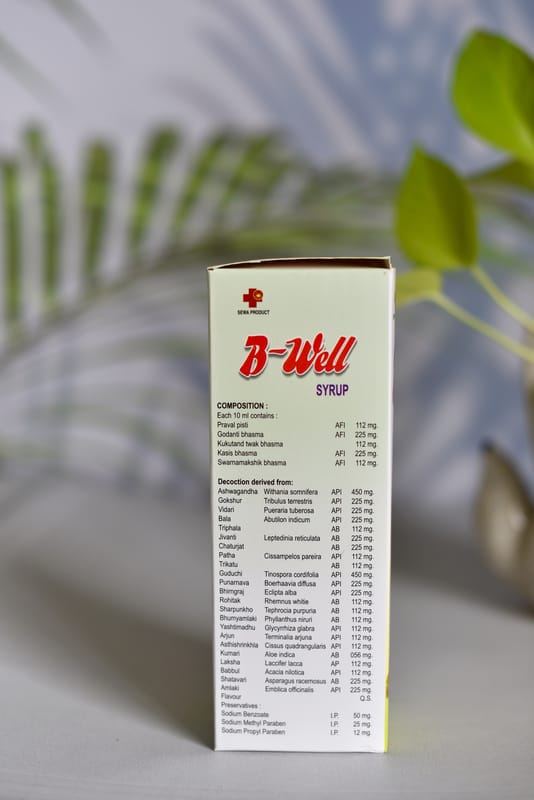 SEWA PRODUCT
B-Well
SYRUP
COMPOSITION :
Each 10 ml contains :
Praval pisti AFI 112 mg.
Godanti bhasma AFI 225 mg.
Kukutand twak bhasma 112 mg.
Kasis bhasma AFI 225 mg.
Swarnamakshik bhasma AFI 112 mg.
Decoction derived from:
Ashwagandha Withania somnifera API 450 mg.
Gokshur Tribulus terrestris API 225 mg.
Vidari Pueraria tuberosa API 225 mg.
Bala Abutilon indicum API 225 mg.
Triphala AB 112 mg.
Jivanti Leptedinia reticulata AB 225 mg.
Chaturjat AB 225 mg.
Patha Cissampelos pareira API 112 mg.
Trikatu AB 112 mg.
Guduchi Tinospora cordifolia API 450 mg.
Punarnava Boerhaavia diffusa API 225 mg.
Bhirngraj Eclipta alba API 225 mg.
Rohitak Rhemnus whitie AB 112 mg.
Sharpunkho Tephrocia purpuria AB 112 mg.
Bhumyamlaki Phyllanthus niruri AB 112 mg.
Yashtimadhu Glycyrrhiza glabra API 112 mg.
Arjun Terminalia arjuna API 112 mg.
Asthishrinkhla Cissus quadrangularis API 112 mg.
Kumari Aloe indica AB 056 mg.
Laksha Laccifer lacca AP 112 mg.
Babbul Acacia nilotica API 112 mg.
Shatavari Asparagus racemosus AB 225 mg.
Amlaki Emblica officinalis API 225 mg.
Flavour Q.S.
Preservatives :
Sodium Benzoate I.P. 50 mg.
Sodium Methyl Paraben I.P. 25 mg.
Sodium Propyl Paraben I.P. 12 mg.